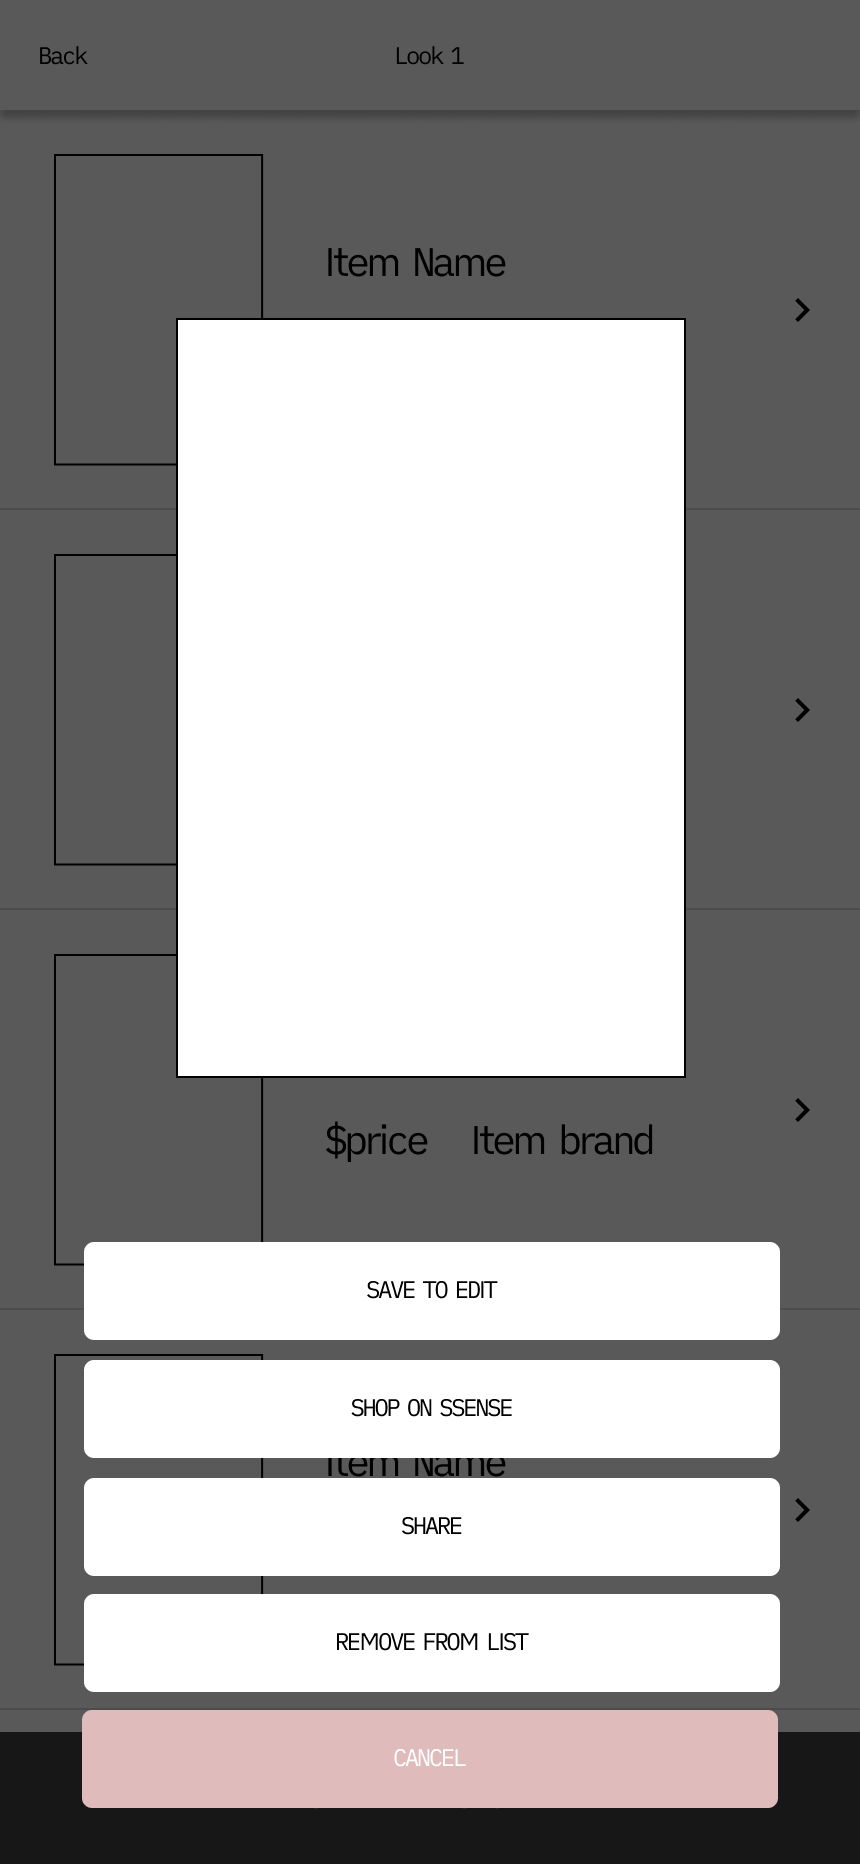 Back Look 1
Item Name
$price Item brand
SAVE TO EDIT
SHOP ON SSENSE
Item Name
SHARE
REMOVE FROM LIST
CANCEL